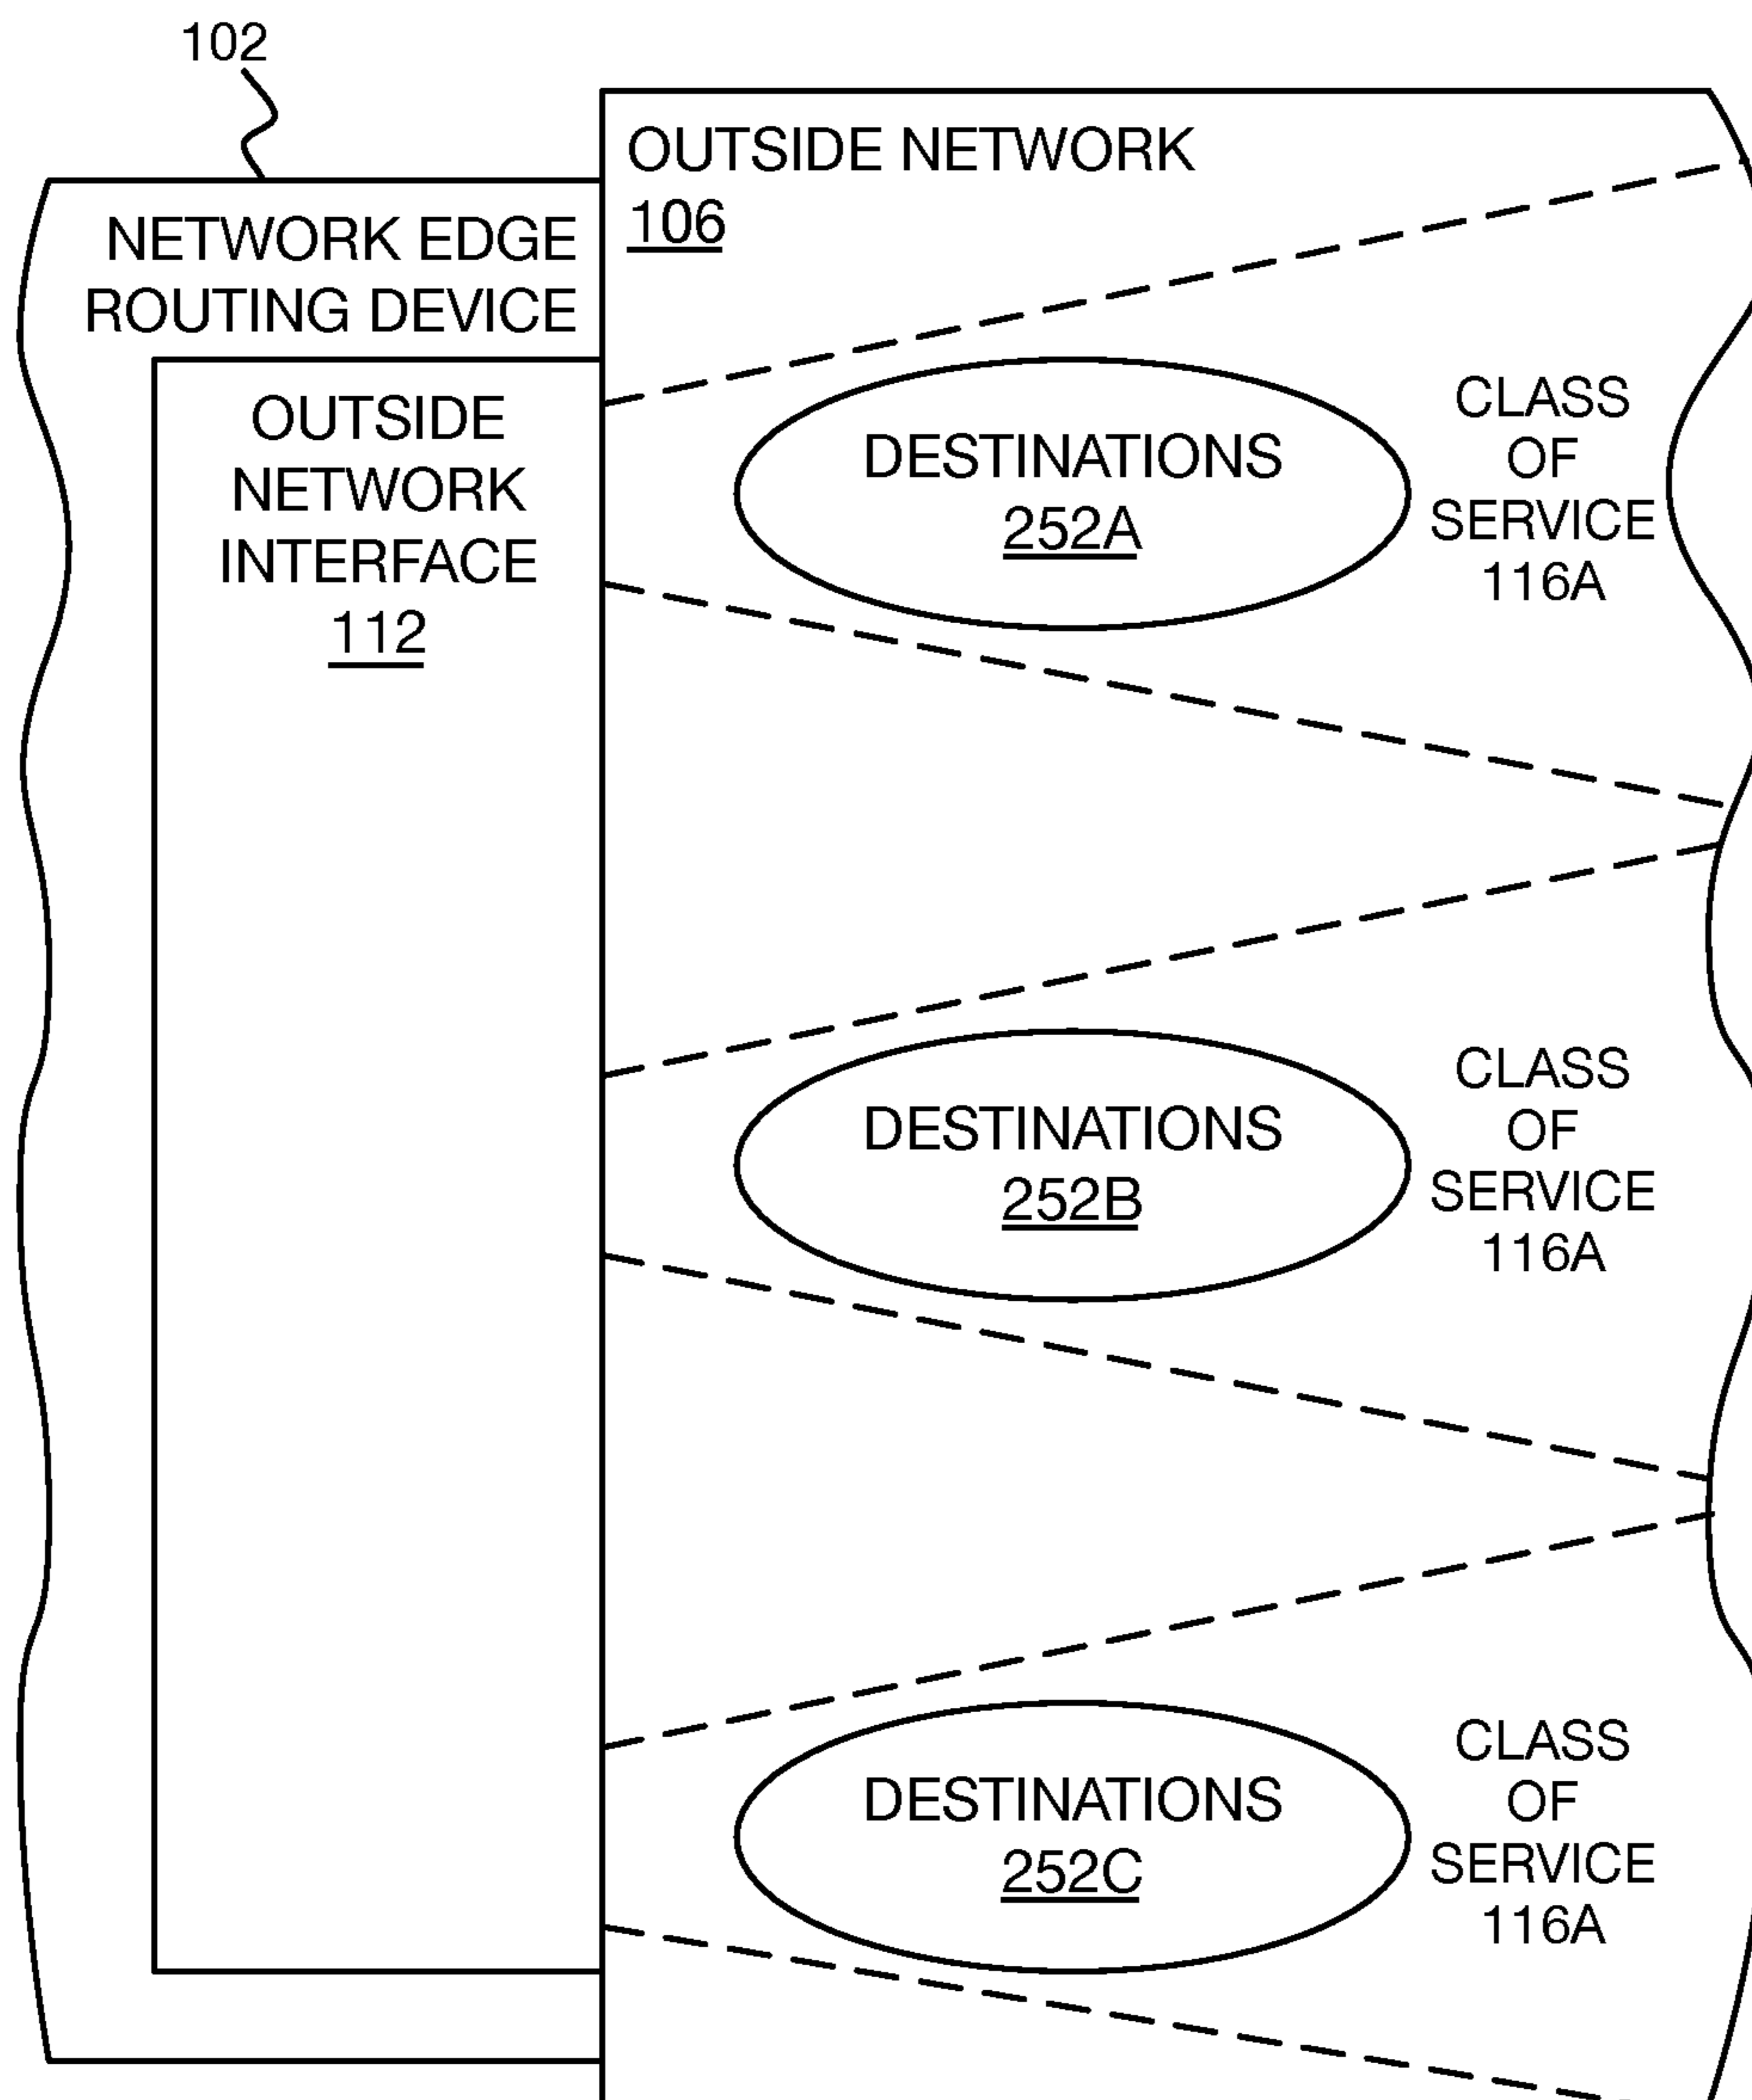 102
NETWORK EDGE
ROUTING DEVICE
OUTSIDE
NETWORK
INTERFACE
112
OUTSIDE NETWORK
106
DESTINATIONS
252A
CLASS
OF
SERVICE
116A
DESTINATIONS
252B
CLASS
OF
SERVICE
116A
DESTINATIONS
252C
CLASS
OF
SERVICE
116A